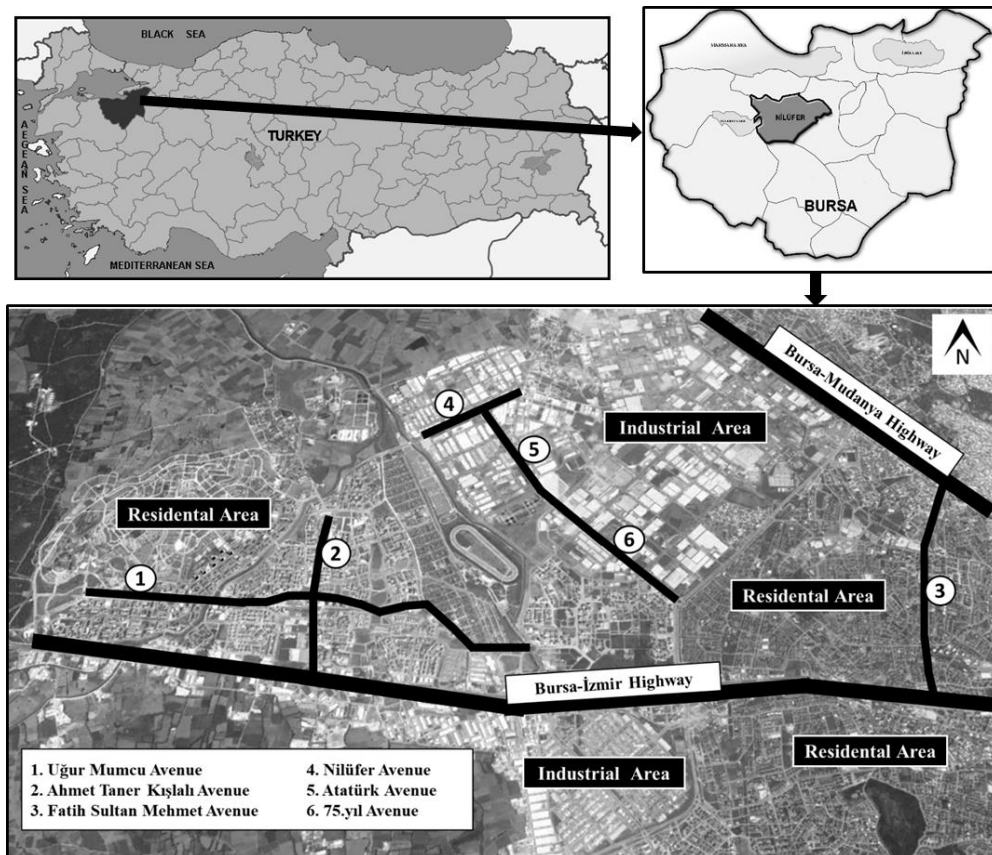 BLACK SEA
AEGEAN SEA
TURKEY
MEDITERRANEAN SEA
MARMARA SEA
NİLÜFER
BURSA
N
Bursa-Mudanya Highway
4
Industrial Area
5
Residental Area
6
2
1
Residental Area
3
Bursa-İzmir Highway
Industrial Area
Residental Area
1. Uğur Mumcu Avenue
2. Ahmet Taner Kışlalı Avenue
3. Fatih Sultan Mehmet Avenue
4. Nilüfer Avenue
5. Atatürk Avenue
6. 75.yıl Avenue